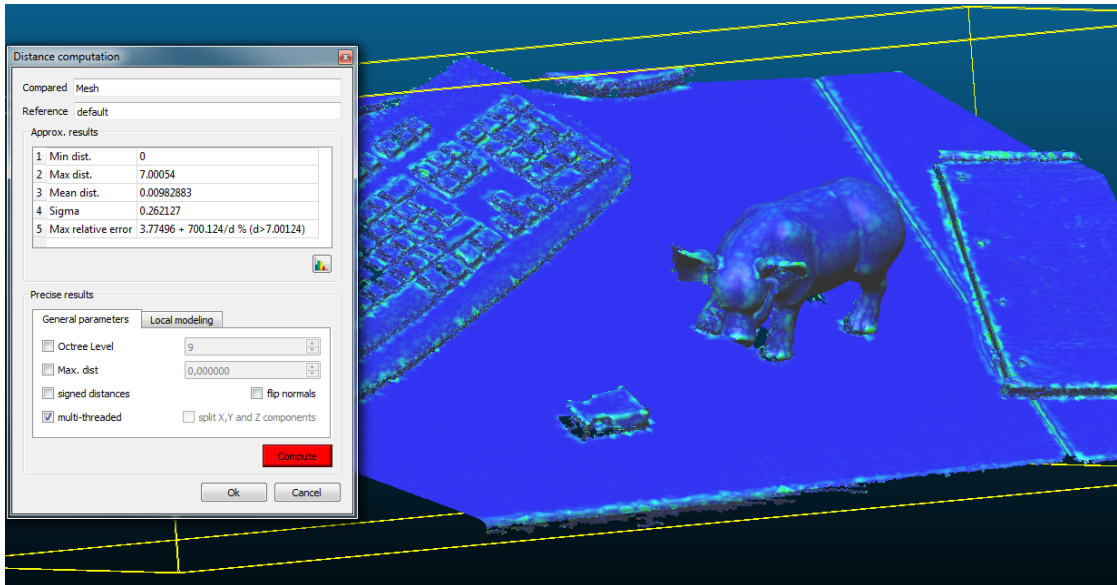 Distance computation
Compared Mesh
Reference default
Approx. results
1 Min dist. 0
2 Max dist. 7.00054
3 Mean dist. 0.00982883
4 Sigma 0.262127
5 Max relative error 3.77496 + 700.124/d % (d>7.00124)
Precise results
General parameters Local modeling
Octree Level 9
Max. dist 0,000000
signed distances flip normals
multi-threaded split X,Y and Z components
Compute
Ok Cancel